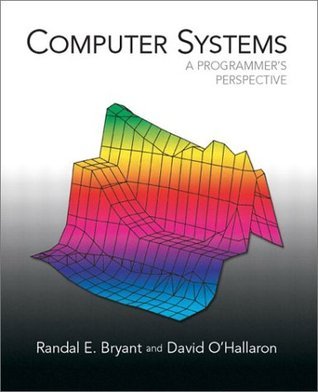 COMPUTER SYSTEMS
A PROGRAMMER'S
PERSPECTIVE
Randal E. Bryant and David O'Hallaron